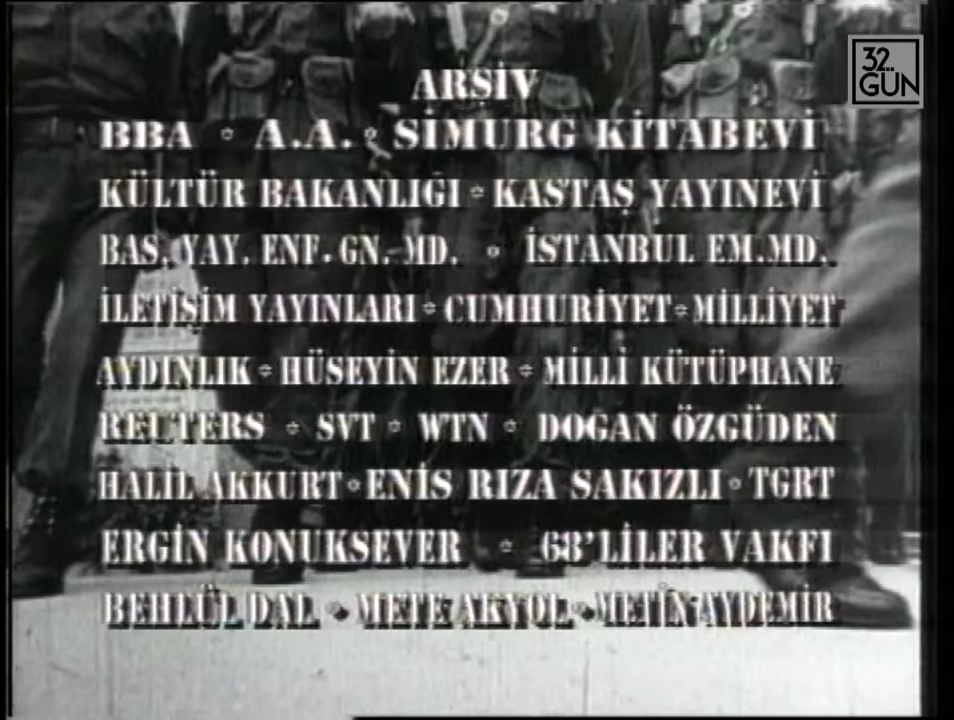 32.
GÜN
ARŞİV
BBA * A.A. * SİMURG KİTABEVİ
KÜLTÜR BAKANLIĞI * KASTAŞ YAYINEVİ
BAS. YAY. ENF. GN. MD. * İSTANBUL EM.MD.
İLETİŞİM YAYINLARI * CUMHURİYET * MİLLİYET
AYDINLIK * HÜSEYİN EZER * MİLLİ KÜTÜPHANE
REUTERS * SVT * WTN * DOĞAN ÖZGÜDEN
HALİL AKKURT * ENİS RIZA SAKIZLI * TGRT
ERGİN KONUKSEVER * 68'LİLER VAKFI
BEHLÜL DAL * METE AKYOL * METİN AYDEMİR